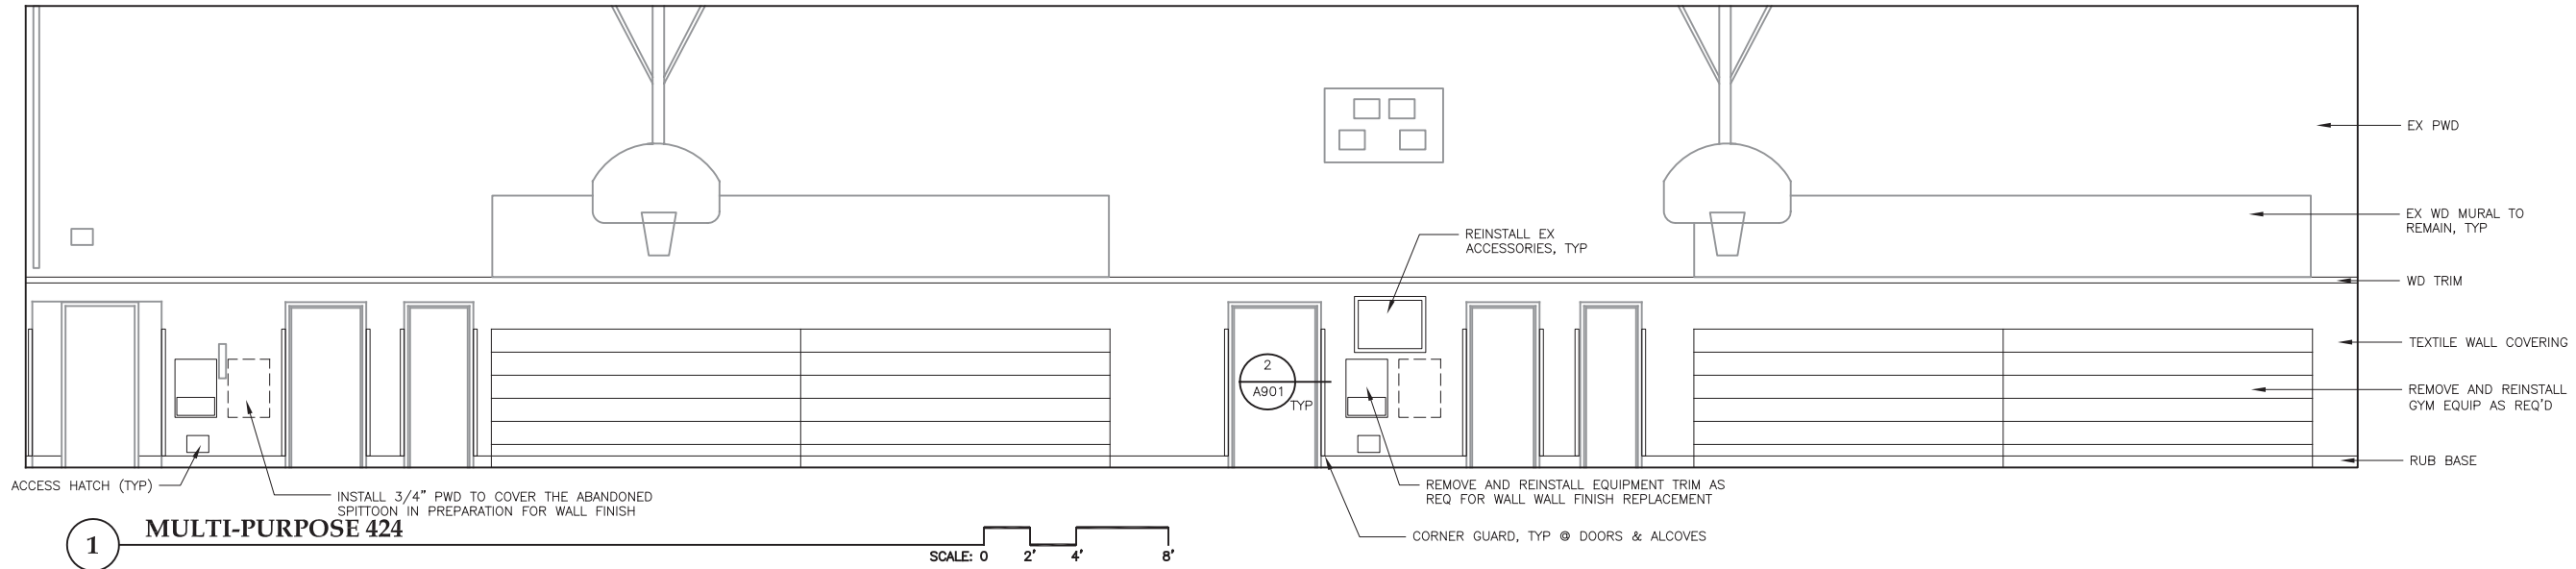 EX PWD
EX WD MURAL TO
REMAIN, TYP
REINSTALL EX
ACCESSORIES, TYP
WD TRIM
TEXTILE WALL COVERING
2
A901
TYP
REMOVE AND REINSTALL
GYM EQUIP AS REQ'D
RUB BASE
ACCESS HATCH (TYP)
INSTALL 3/4" PWD TO COVER THE ABANDONED
SPITTOON IN PREPARATION FOR WALL FINISH
REMOVE AND REINSTALL EQUIPMENT TRIM AS
REQ FOR WALL WALL FINISH REPLACEMENT
CORNER GUARD, TYP @ DOORS & ALCOVES
1
MULTI-PURPOSE 424
SCALE: 0 2' 4' 8'